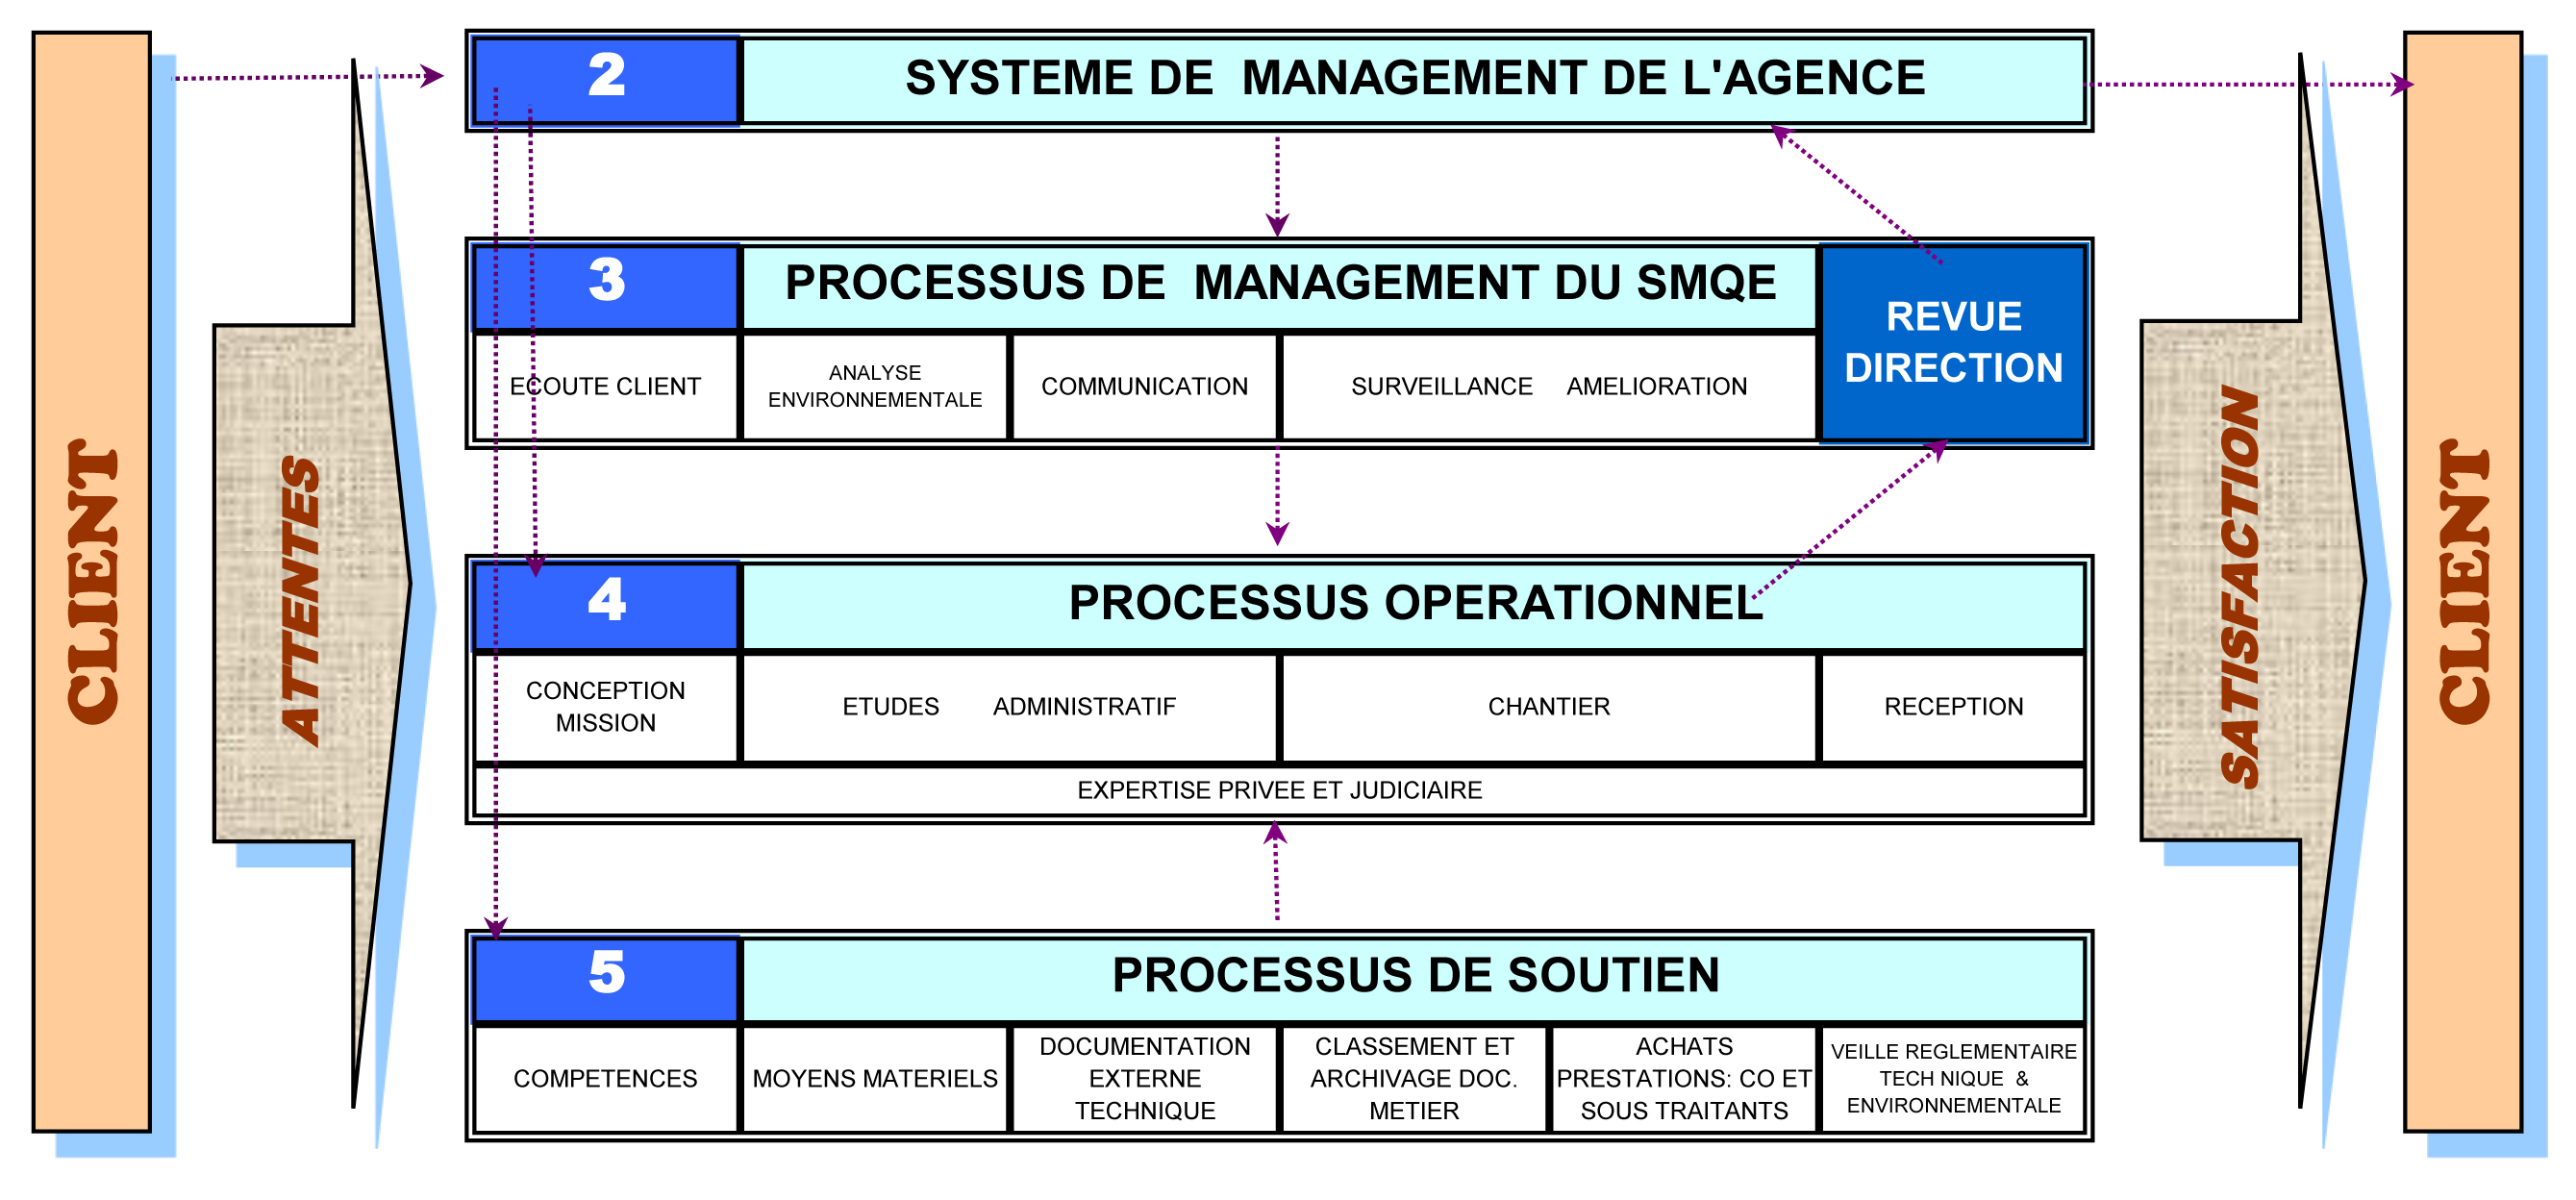 CLIENT
ATTENTES
2
SYSTEME DE  MANAGEMENT DE L'AGENCE
3
PROCESSUS DE  MANAGEMENT DU SMQE
REVUE
DIRECTION
ECOUTE CLIENT
ANALYSE
ENVIRONNEMENTALE
COMMUNICATION
SURVEILLANCE     AMELIORATION
4
PROCESSUS OPERATIONNEL
CONCEPTION
MISSION
ETUDES        ADMINISTRATIF
CHANTIER
RECEPTION
EXPERTISE PRIVEE ET JUDICIAIRE
5
PROCESSUS DE SOUTIEN
COMPETENCES
MOYENS MATERIELS
DOCUMENTATION
EXTERNE
TECHNIQUE
CLASSEMENT ET
ARCHIVAGE DOC.
METIER
ACHATS
PRESTATIONS: CO ET
SOUS TRAITANTS
VEILLE REGLEMENTAIRE
TECH NIQUE  &
ENVIRONNEMENTALE
SATISFACTION
CLIENT